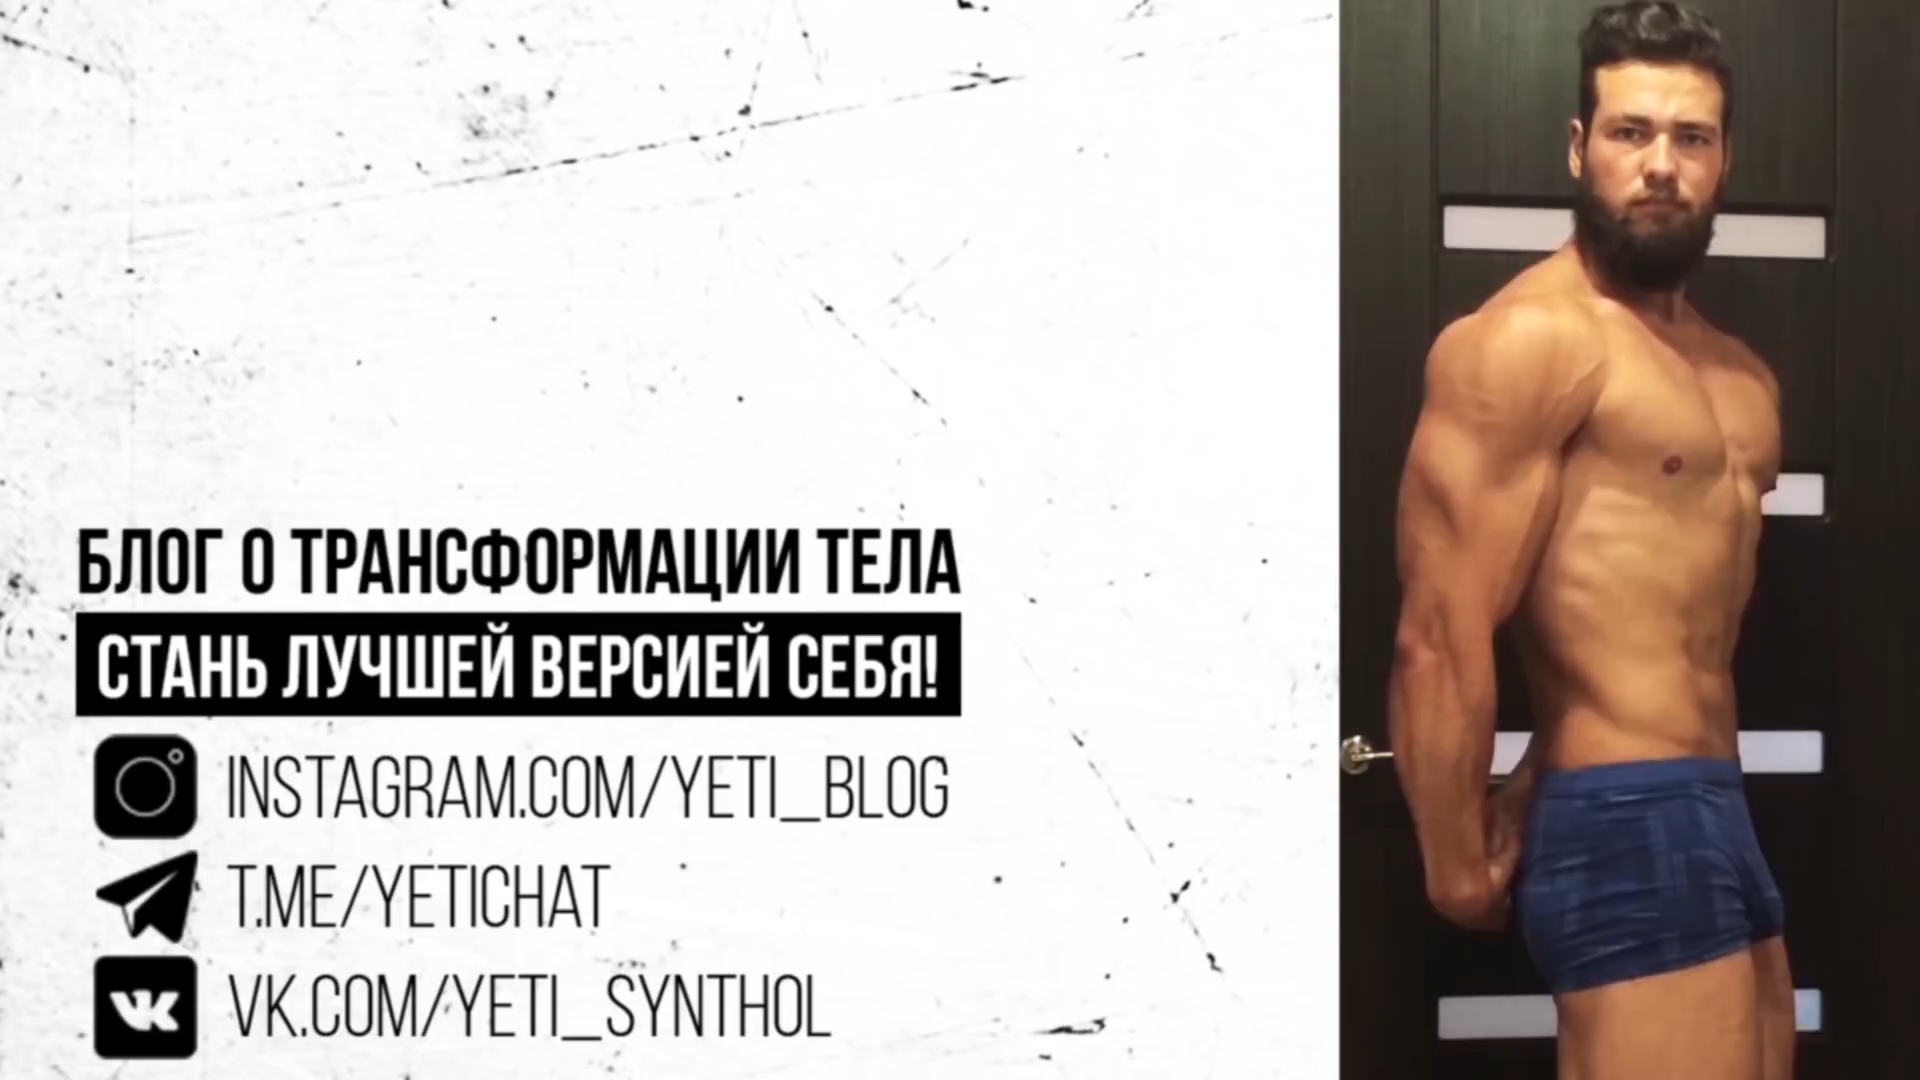 БЛОГ О ТРАНСФОРМАЦИИ ТЕЛА
СТАНЬ ЛУЧШЕЙ ВЕРСИЕЙ СЕБЯ!
INSTAGRAM.COM/YETI_BLOG
T.ME/YETICHAT
VK.COM/YETI_SYNTHOL